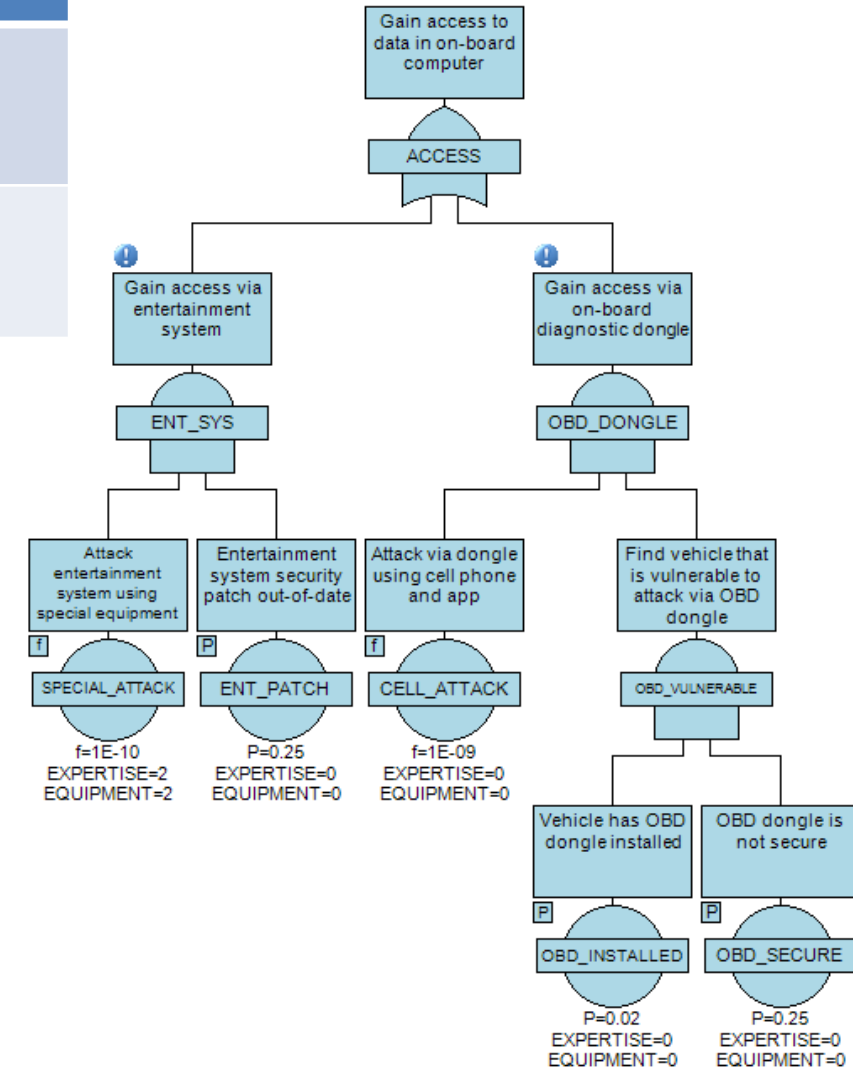 Gain access to
data in on-board
computer
ACCESS
Gain access via
entertainment
system
ENT_SYS
Gain access via
on-board
diagnostic dongle
OBD_DONGLE
Attack
entertainment
system using
special equipment
f
SPECIAL_ATTACK
f=1E-10
EXPERTISE=2
EQUIPMENT=2
Entertainment
system security
patch out-of-date
P
ENT_PATCH
P=0.25
EXPERTISE=0
EQUIPMENT=0
Attack via dongle
using cell phone
and app
f
CELL_ATTACK
f=1E-09
EXPERTISE=0
EQUIPMENT=0
Find vehicle that
is vulnerable to
attack via OBD
dongle
OBD_VULNERABLE
Vehicle has OBD
dongle installed
P
OBD_INSTALLED
P=0.02
EXPERTISE=0
EQUIPMENT=0
OBD dongle is
not secure
P
OBD_SECURE
P=0.25
EXPERTISE=0
EQUIPMENT=0